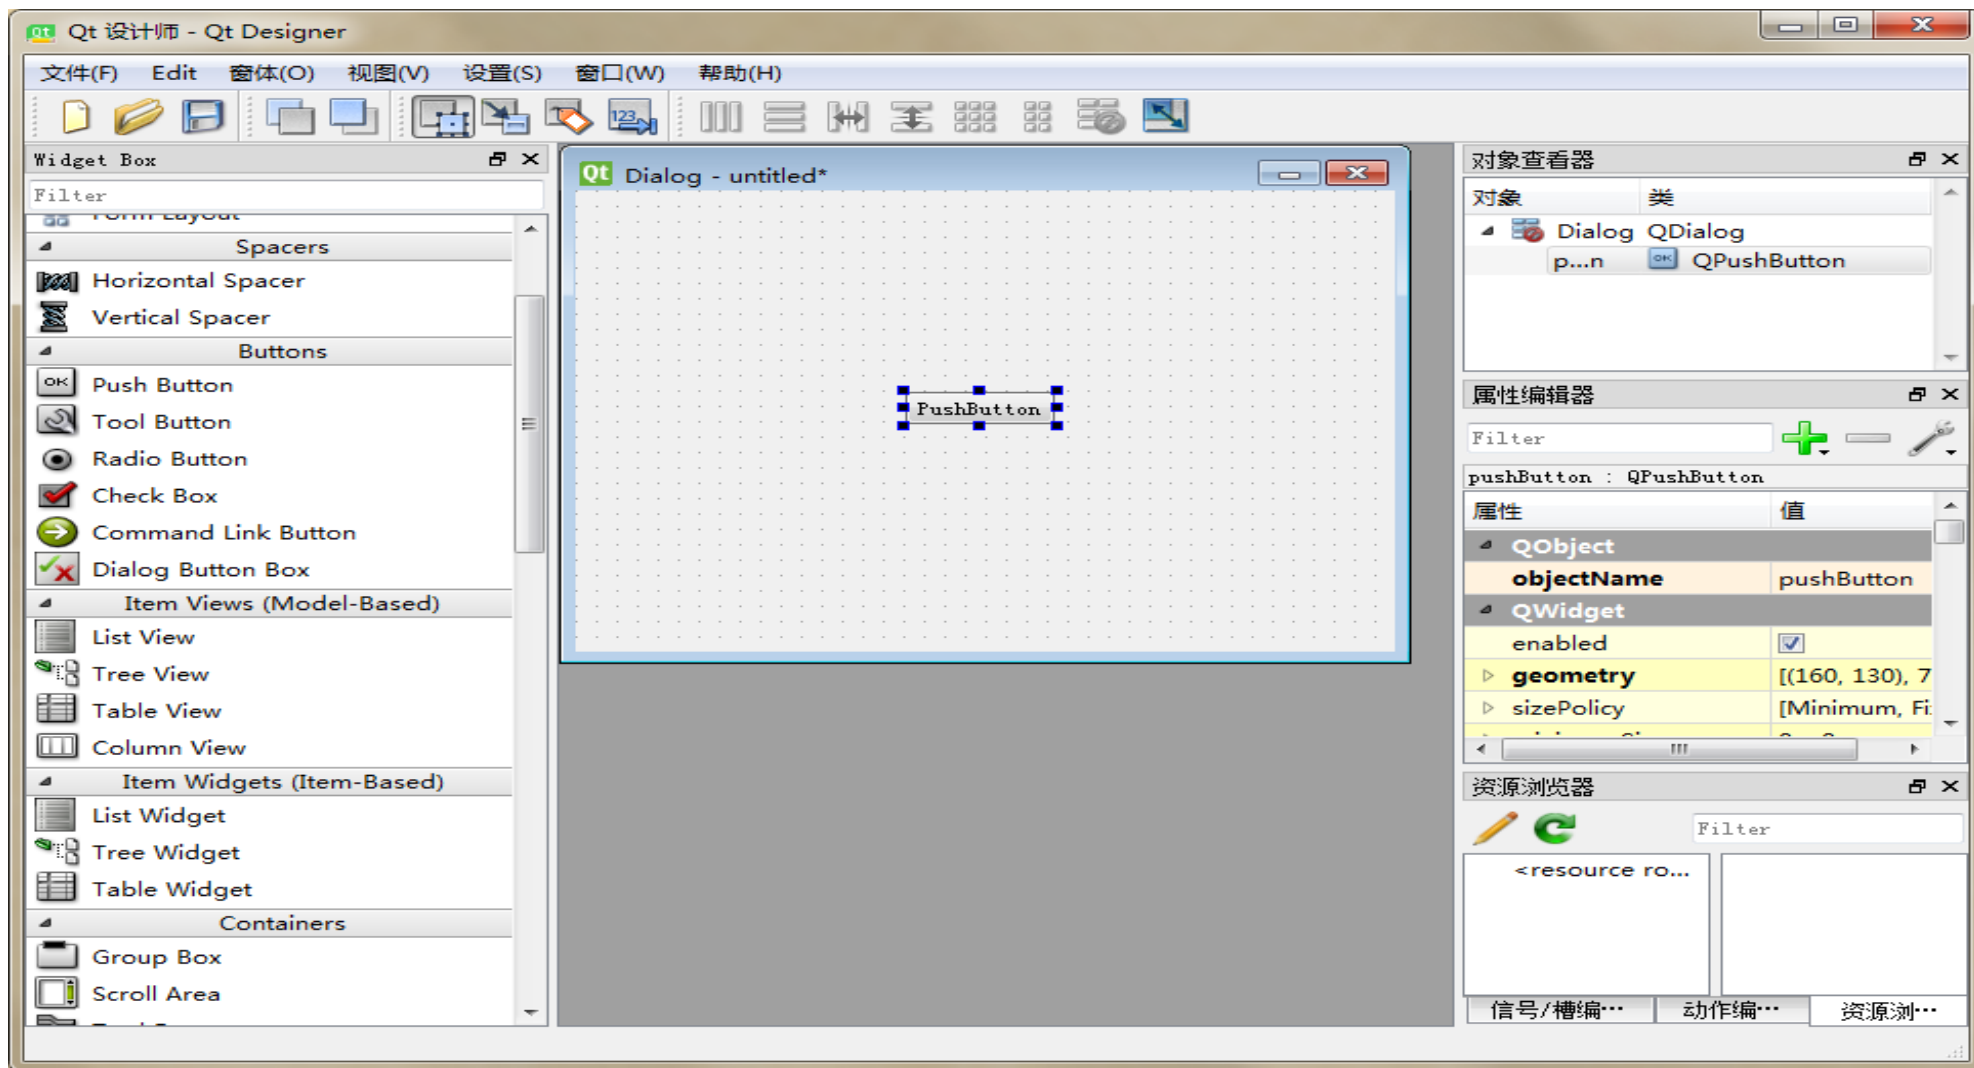 Qt 设计师 - Qt Designer
文件(F) Edit 窗体(O) 视图(V) 设置(S) 窗口(W) 帮助(H)
Widget Box
Filter
Form Layout
Spacers
Horizontal Spacer
Vertical Spacer
Buttons
Push Button
Tool Button
Radio Button
Check Box
Command Link Button
Dialog Button Box
Item Views (Model-Based)
List View
Tree View
Table View
Column View
Item Widgets (Item-Based)
List Widget
Tree Widget
Table Widget
Containers
Group Box
Scroll Area
Qt Dialog - untitled*
PushButton
对象查看器
对象 类
Dialog QDialog
p...n QPushButton
属性编辑器
Filter
pushButton : QPushButton
属性 值
QObject
objectName pushButton
QWidget
enabled
geometry [(160, 130), 7
sizePolicy [Minimum, Fi
资源浏览器
Filter
<resource ro...
信号/槽编… 动作编… 资源浏…